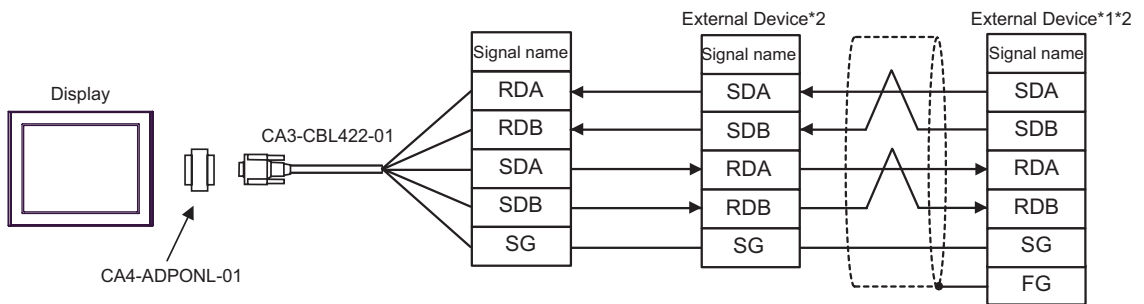 Display
CA4-ADPONL-01
CA3-CBL422-01
Signal name
RDA
RDB
SDA
SDB
SG
External Device*2
Signal name
SDA
SDB
RDA
RDB
SG
External Device*1*2
Signal name
SDA
SDB
RDA
RDB
SG
FG